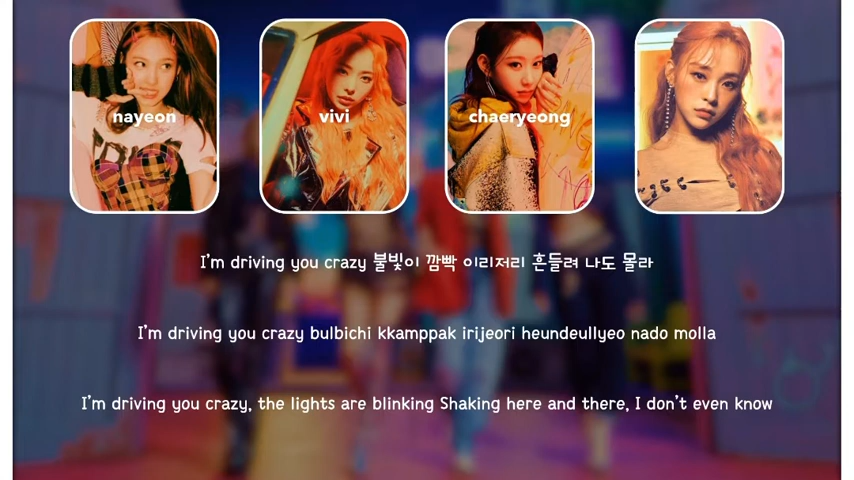 nayeon
vivi
chaeryeong
I'm driving you crazy 불빛이 깜빡 이리저리 흔들려 나도 몰라
I'm driving you crazy bulbichi kkamppak irijeori heundeullyeo nado molla
I'm driving you crazy, the lights are blinking Shaking here and there, I don't even know